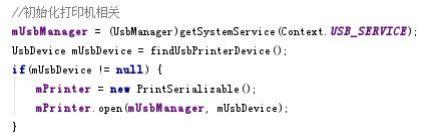 //初始化打印机相关
mUsbManager = (UsbManager)getSystemService(Context.USB_SERVICE);
UsbDevice mUsbDevice = findUsbPrinterDevice();
if(mUsbDevice != null) {
    mPrinter = new PrintSerializable();
    mPrinter.open(mUsbManager, mUsbDevice);
}